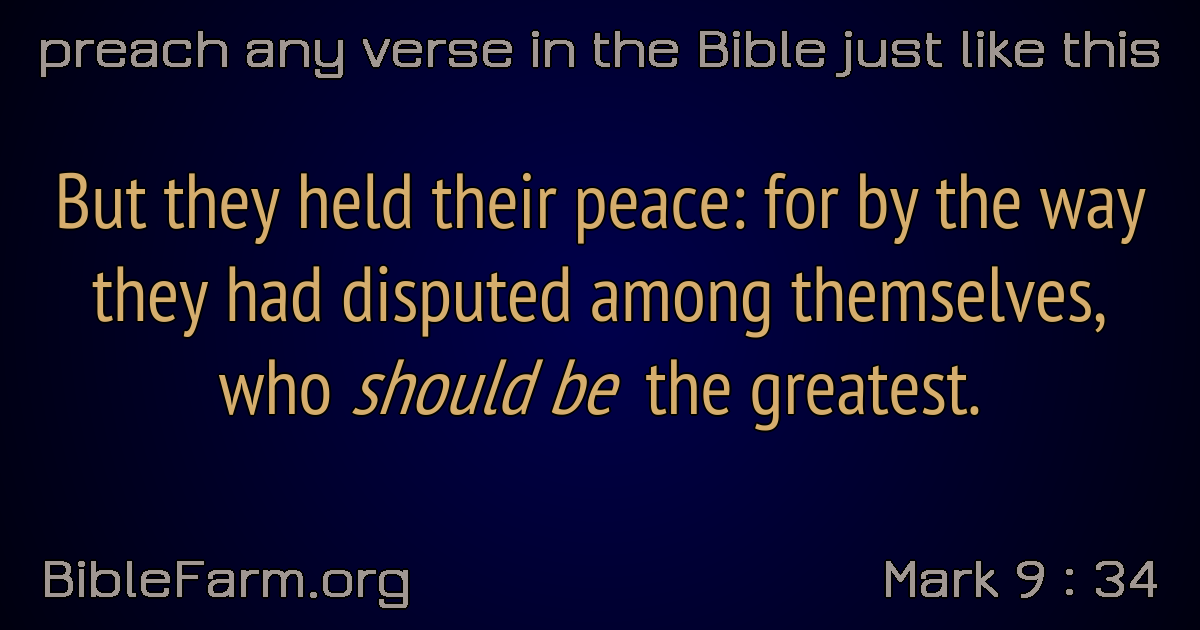 preach any verse in the Bible just like this
But they held their peace: for by the way
they had disputed among themselves,
who should be the greatest.
BibleFarm.org
Mark 9 : 34